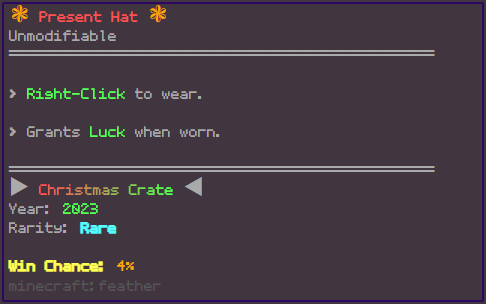 ❃ Present Hat ❃
Unmodifiable
> Right-Click to wear.
> Grants Luck when worn.
▶ Christmas Crate ◀
Year: 2023
Rarity: Rare
Win Chance: 4%
minecraft:feather